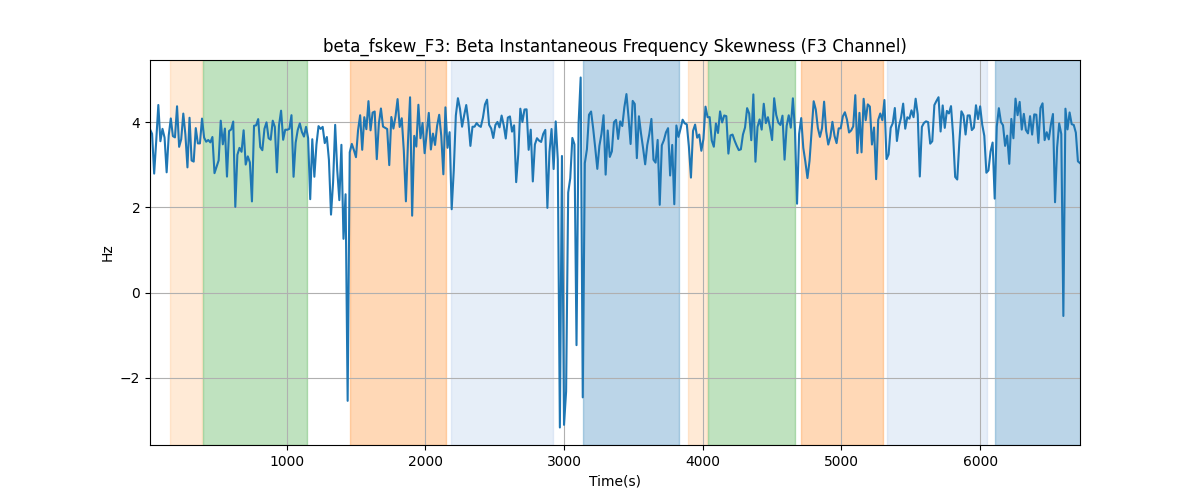 beta_fskew_F3: Beta Instantaneous Frequency Skewness (F3 Channel)
4
2
0
−2
Hz
1000 2000 3000 4000 5000 6000
Time(s)